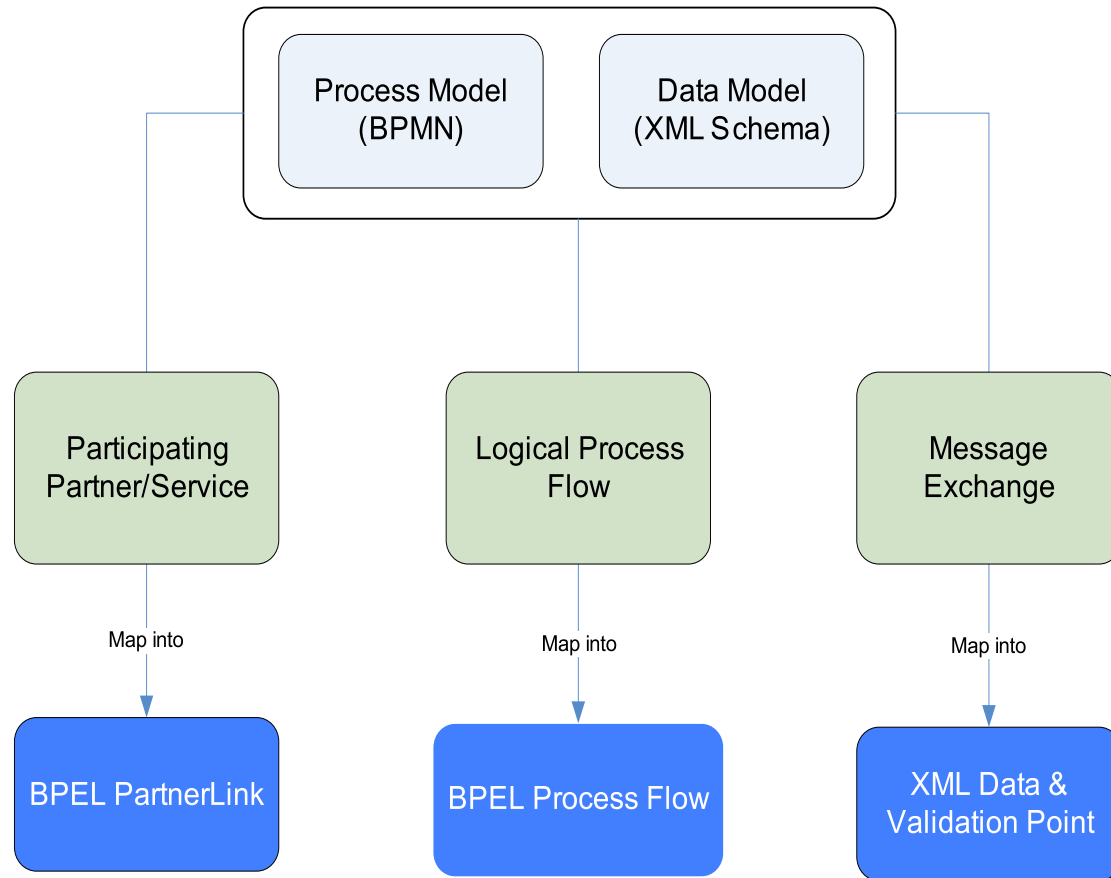 Process Model
(BPMN)
Data Model
(XML Schema)
Participating
Partner/Service
Logical Process
Flow
Message
Exchange
Map into
Map into
Map into
BPEL PartnerLink
BPEL Process Flow
XML Data &
Validation Point